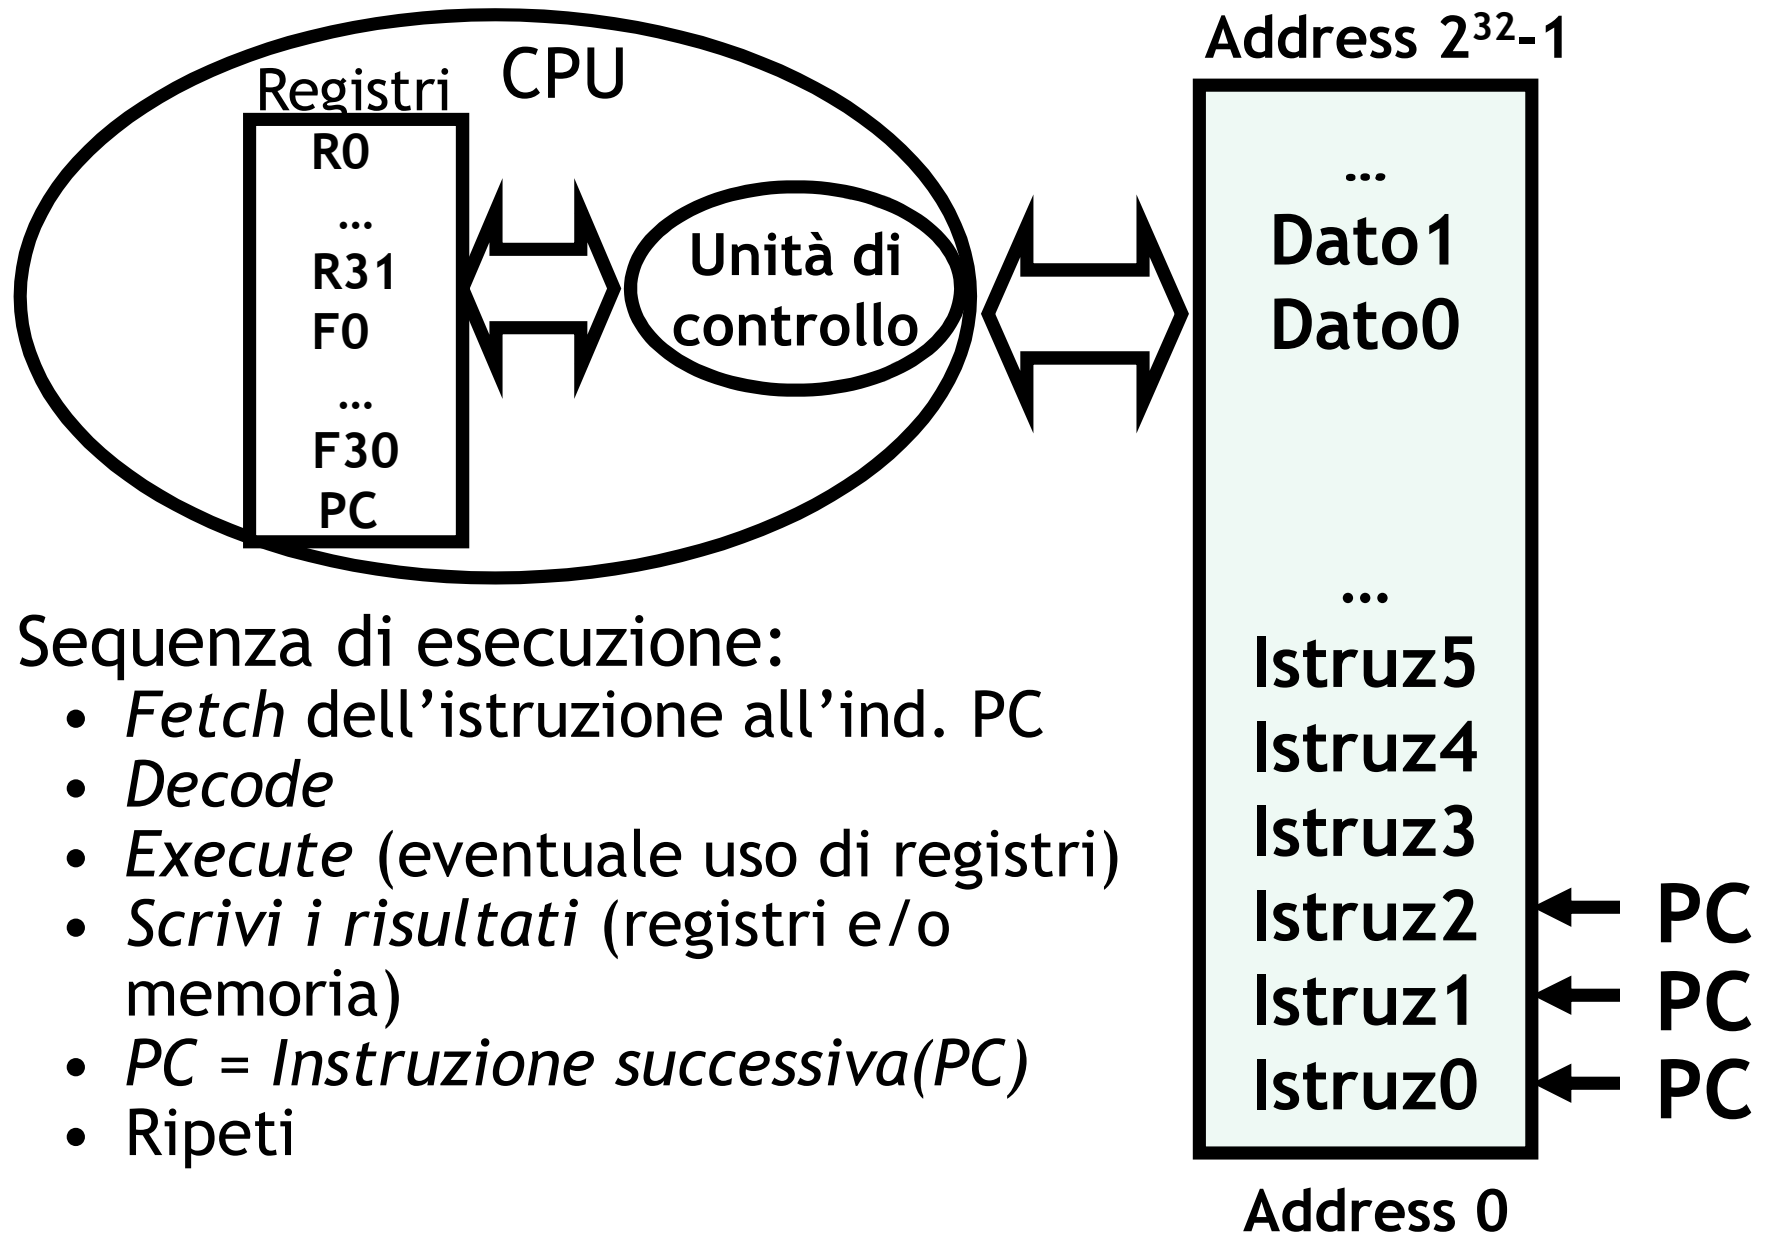 CPU
Registri
R0
...
R31
F0
...
F30
PC
Unità di
controllo
Address 2³²-1
...
Dato1
Dato0
...
Istruz5
Istruz4
Istruz3
Istruz2
Istruz1
Istruz0
PC
PC
PC
Address 0
Sequenza di esecuzione:
• Fetch dell’istruzione all’ind. PC
• Decode
• Execute (eventuale uso di registri)
• Scrivi i risultati (registri e/o
memoria)
• PC = Instruzione successiva(PC)
• Ripeti